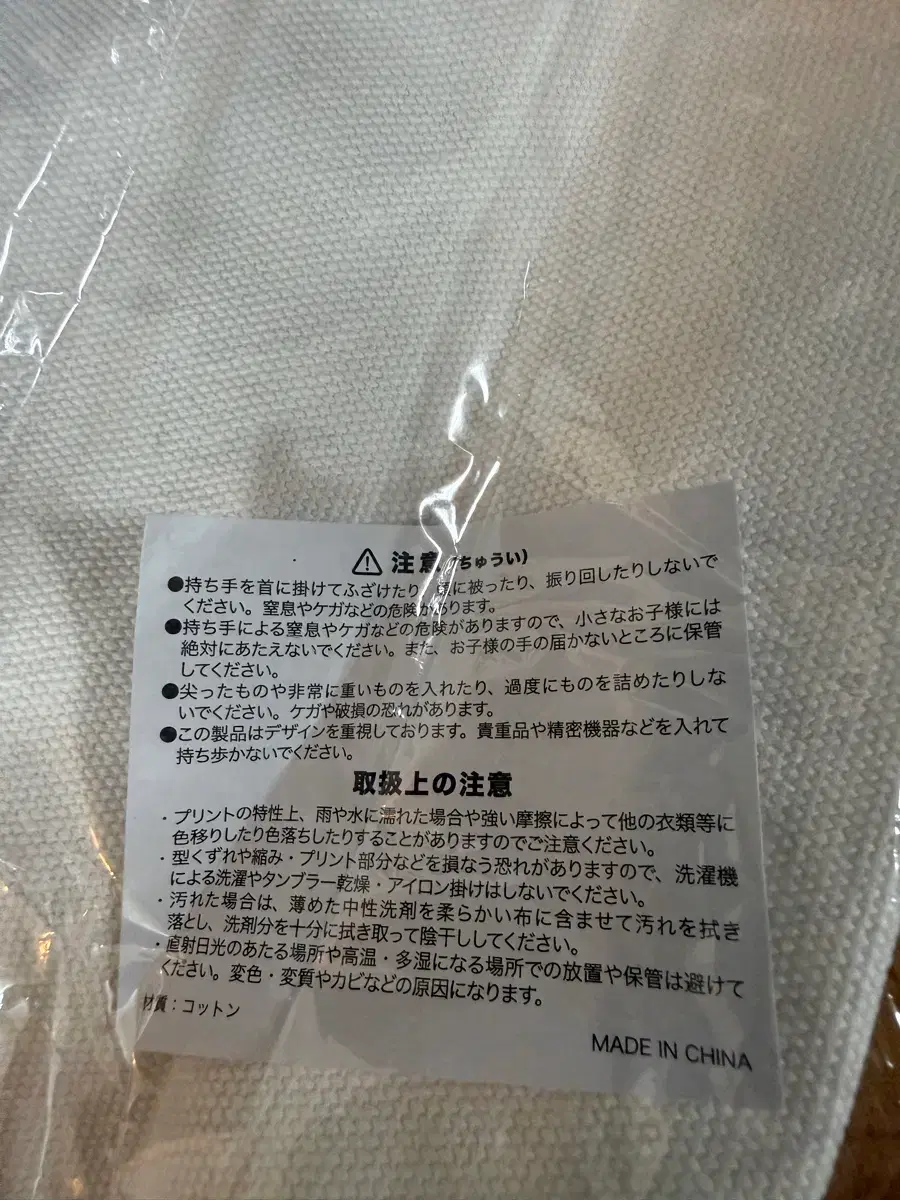 ⚠ 注意(ちゅうい)
●持ち手を首に掛けてふざけたり、頭に被ったり、振り回したりしないで
ください。窒息やケガなどの危険があります。
●持ち手による窒息やケガなどの危険がありますので、小さなお子様には
絶対にあたえないでください。また、お子様の手の届かないところに保管
してください。
●尖ったものや非常に重いものを入れたり、過度にものを詰めたりしな
いでください。ケガや破損の恐れがあります。
●この製品はデザインを重視しております。貴重品や精密機器などを入れて
持ち歩かないでください。
取扱上の注意
・プリントの特性上、雨や水に濡れた場合や強い摩擦によって他の衣類等に
色移りしたり色落ちしたりすることがありますのでご注意ください。
・型くずれや縮み・プリント部分などを損なう恐れがありますので、洗濯機
による洗濯やタンブラー乾燥・アイロン掛けはしないでください。
・汚れた場合は、薄めた中性洗剤を柔らかい布に含ませて汚れを拭き
落とし、洗剤分を十分に拭き取って陰干ししてください。
・直射日光のあたる場所や高温・多湿になる場所での放置や保管は避けて
ください。変色・変質やカビなどの原因になります。
材質：コットン
MADE IN CHINA